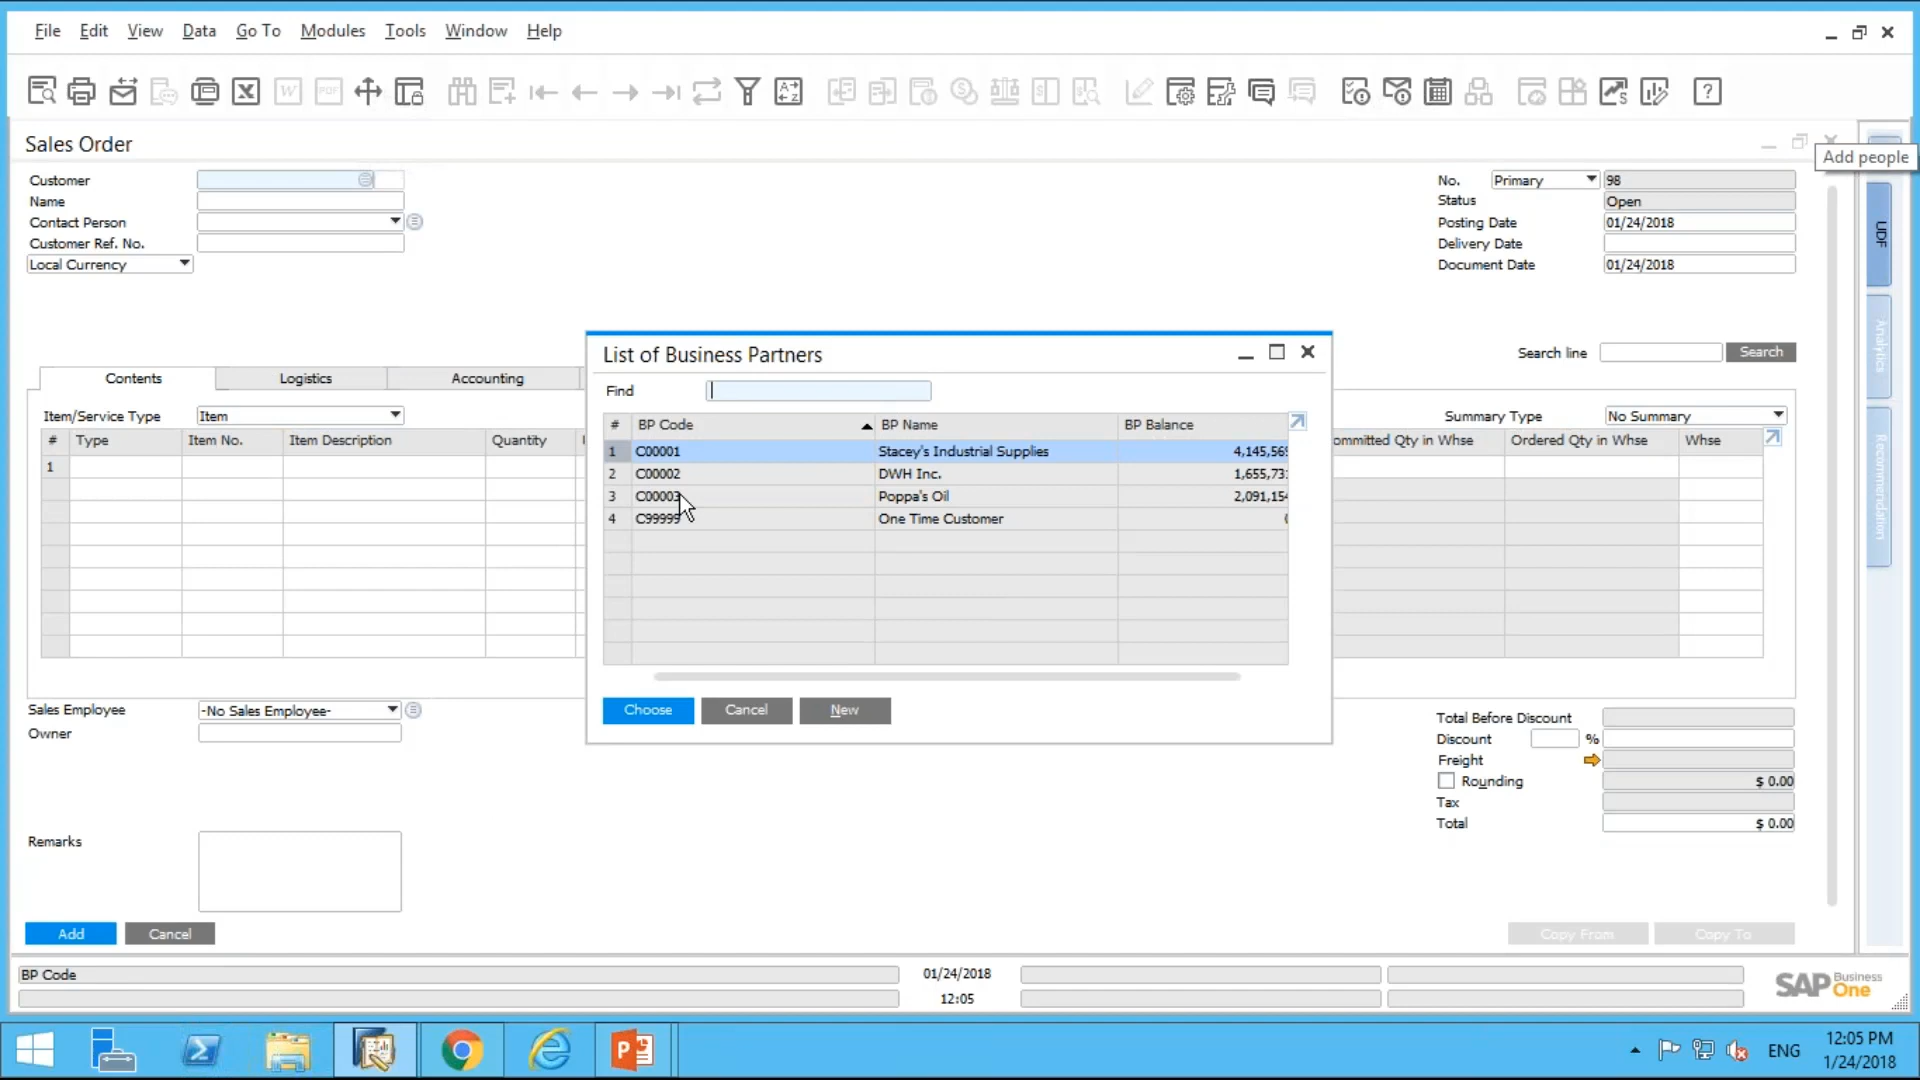 File Edit View Data Go To Modules Tools Window Help
Sales Order
Add people
Customer
Name
Contact Person
Customer Ref. No.
Local Currency
No. Primary 98
Status Open
Posting Date 01/24/2018
Delivery Date
Document Date 01/24/2018
UDF
Analytics
Recommendation
Search line Search
Contents Logistics Accounting
Item/Service Type Item
Summary Type No Summary
# Type Item No. Item Description Quantity
ommitted Qty in Whse Ordered Qty in Whse Whse
1
List of Business Partners
Find
# BP Code BP Name BP Balance
1 C00001 Stacey's Industrial Supplies 4,145,56
2 C00002 DWH Inc. 1,655,73
3 C00003 Poppa's Oil 2,091,154
4 C99999 One Time Customer
Choose Cancel New
Sales Employee -No Sales Employee-
Owner
Total Before Discount
Discount %
Freight
Rounding $ 0.00
Tax
Total $ 0.00
Remarks
Add Cancel
Copy From Copy To
BP Code 01/24/2018
12:05
SAP Business One
ENG
12:05 PM
1/24/2018